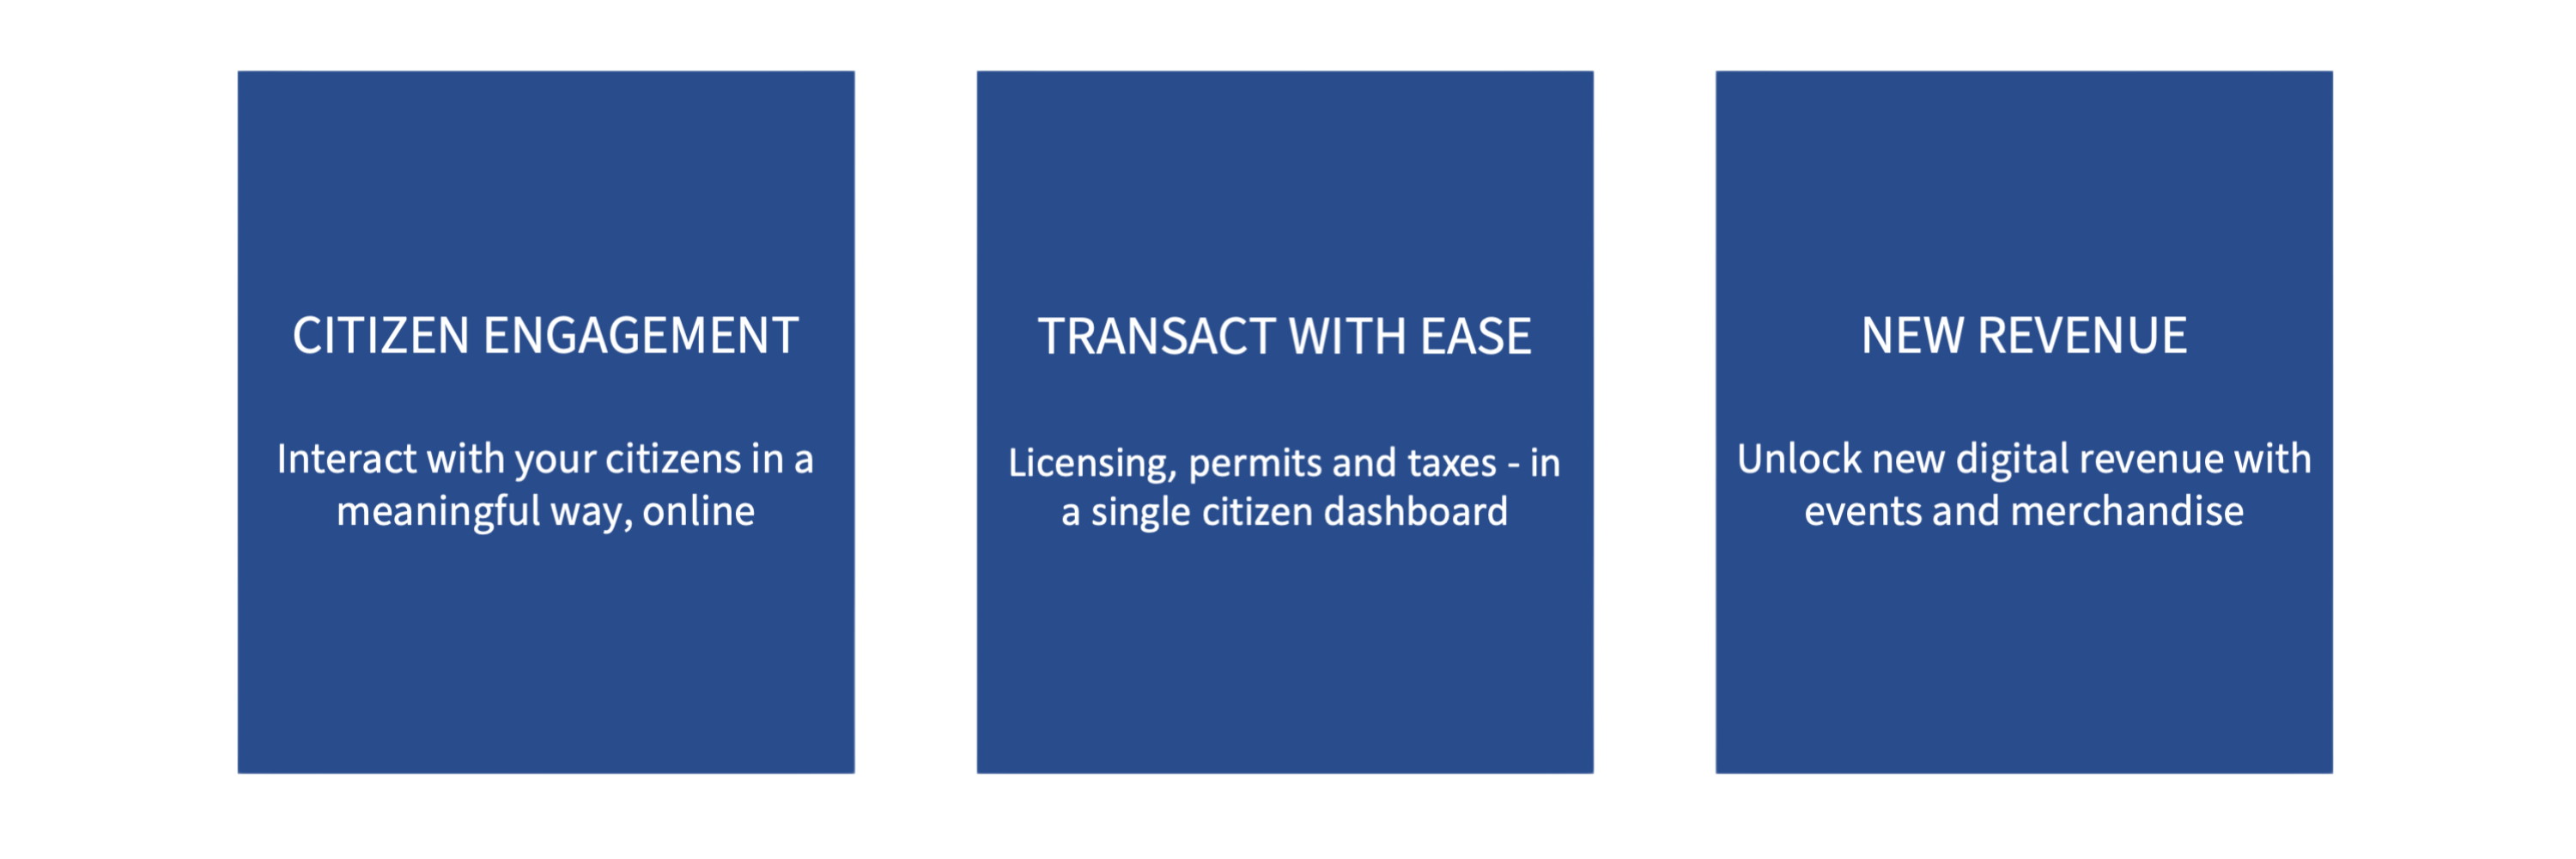 CITIZEN ENGAGEMENT
Interact with your citizens in a
meaningful way, online
TRANSACT WITH EASE
Licensing, permits and taxes - in
a single citizen dashboard
NEW REVENUE
Unlock new digital revenue with
events and merchandise